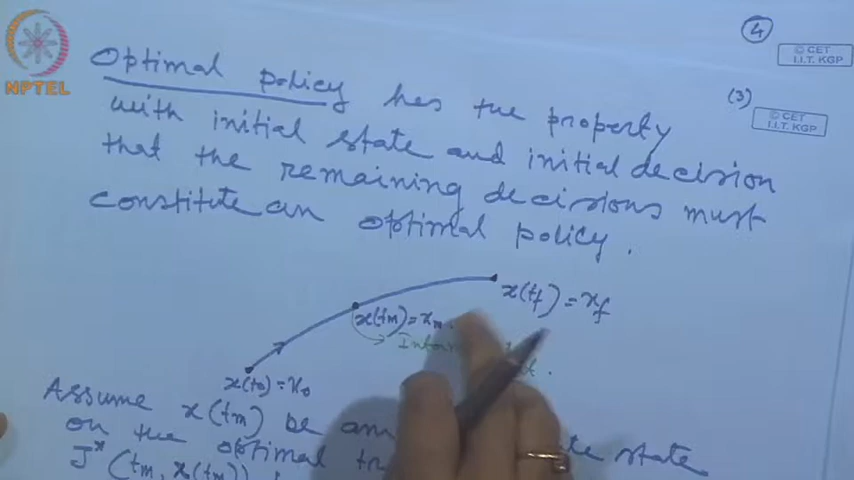 ④
© CET
I.I.T. KGP
NPTEL
Optimal policy has the property
(3)
© CET
I.I.T. KGP
with initial state and initial decision
that the remaining decisions must
constitute an optimal policy.
x(tf) = xf
x(tm) = xm
x(t0) = x0
Assume x(tm) be an state
on the optimal
J* (tm, x(tm))